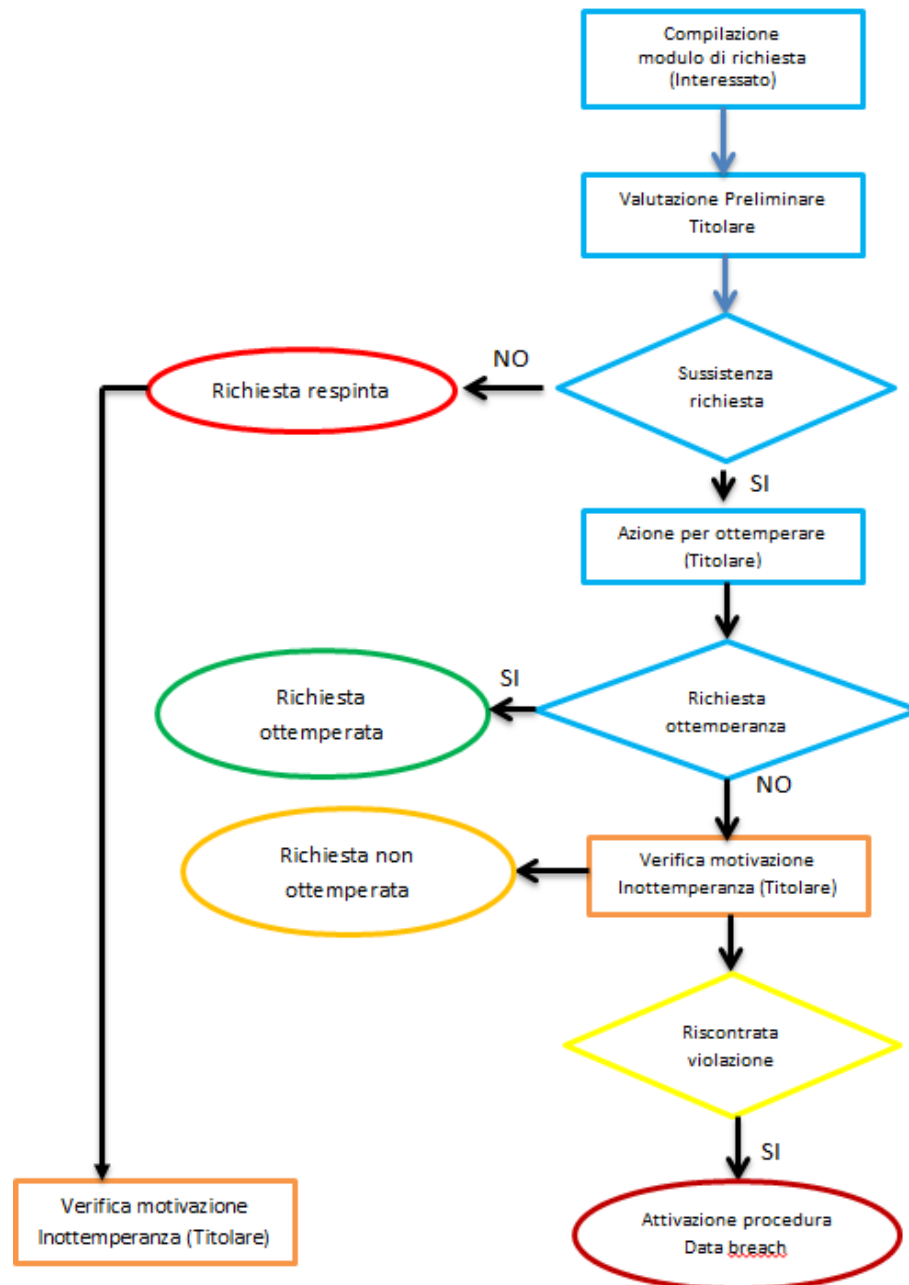 Compilazione
modulo di richiesta
(Interessato)
Valutazione Preliminare
Titolare
Sussistenza
richiesta
NO
Richiesta respinta
SI
Azione per ottemperare
(Titolare)
Richiesta
ottemperanza
SI
Richiesta
ottemperata
NO
Verifica motivazione
Inottemperanza (Titolare)
Richiesta non
ottemperata
Riscontrata
violazione
SI
Attivazione procedura
Data breach
Verifica motivazione
Inottemperanza (Titolare)